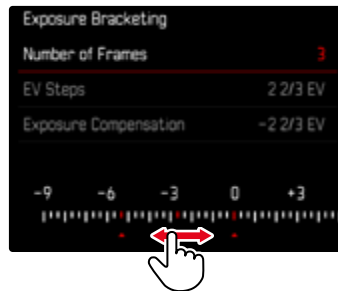 Exposure Bracketing
Number of Frames 3
EV Steps 2 2/3 EV
Exposure Compensation -2 2/3 EV
-9 -6 -3 0 +3